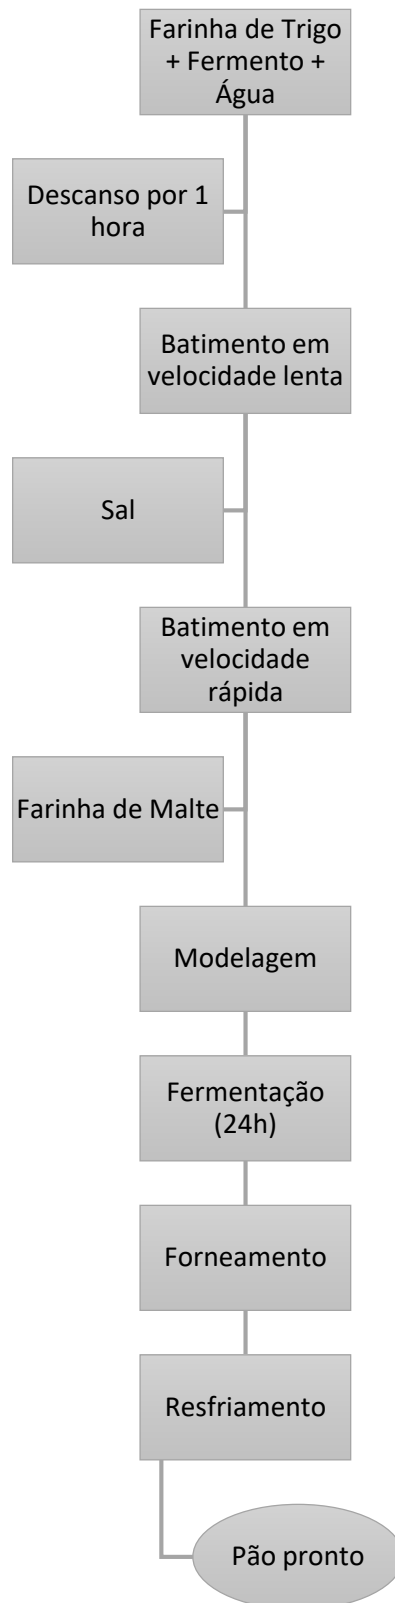 Farinha de Trigo
+ Fermento +
Água
Descanso por 1
hora
Batimento em
velocidade lenta
Sal
Batimento em
velocidade
rápida
Farinha de Malte
Modelagem
Fermentação
(24h)
Forneamento
Resfriamento
Pão pronto